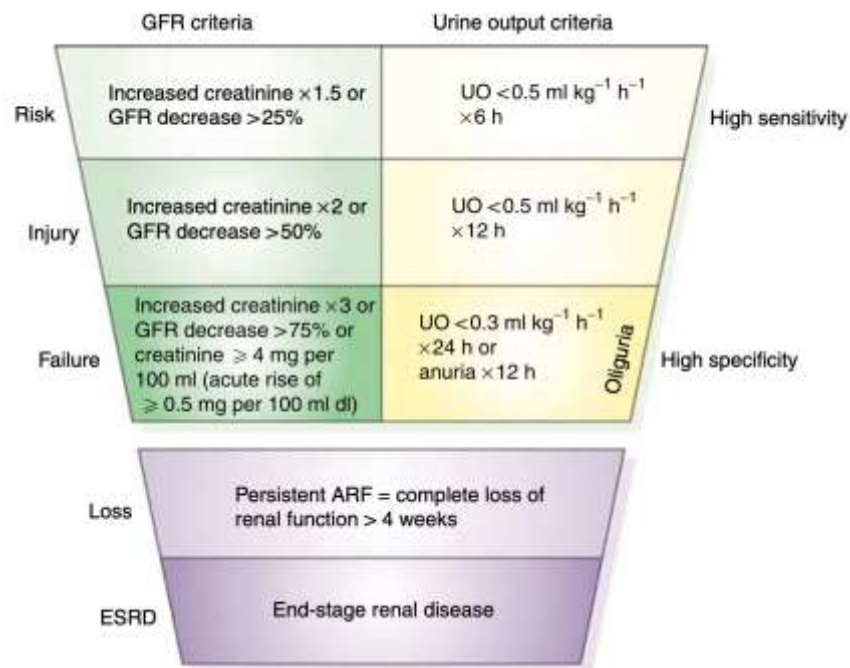 GFR criteria
Urine output criteria
Risk
Increased creatinine ×1.5 or
GFR decrease >25%
UO <0.5 ml kg⁻¹ h⁻¹
×6 h
High sensitivity
Injury
Increased creatinine ×2 or
GFR decrease >50%
UO <0.5 ml kg⁻¹ h⁻¹
×12 h
Failure
Increased creatinine ×3 or
GFR decrease >75% or
creatinine ⩾ 4 mg per
100 ml (acute rise of
⩾ 0.5 mg per 100 ml dl)
UO <0.3 ml kg⁻¹ h⁻¹
×24 h or
anuria ×12 h
Oliguria
High specificity
Loss
Persistent ARF = complete loss of
renal function > 4 weeks
ESRD
End-stage renal disease